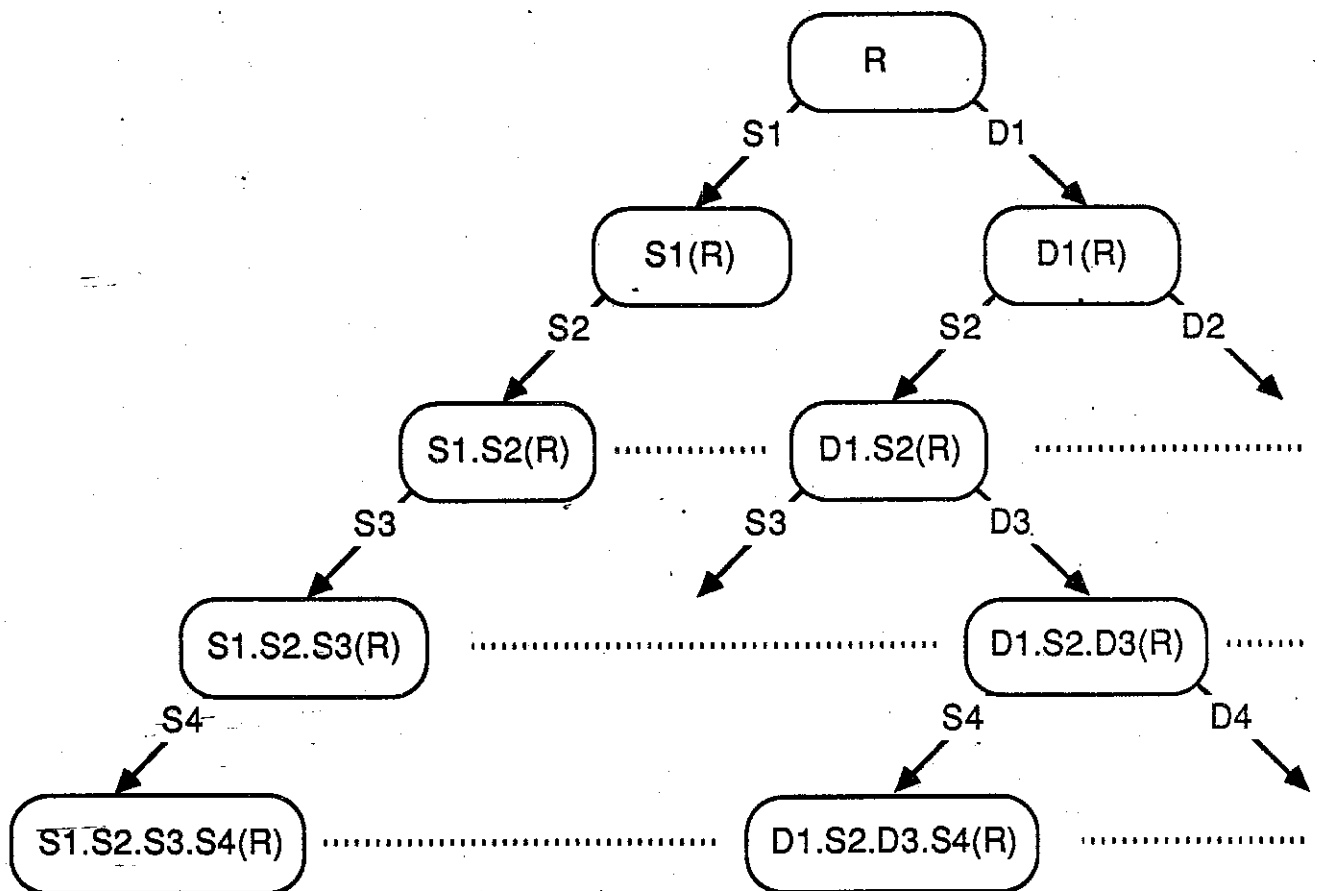 R
S1 D1
S1(R) D1(R)
S2 S2 D2
S1.S2(R) D1.S2(R)
S3 S3 D3
S1.S2.S3(R) D1.S2.D3(R)
S4 S4 D4
S1.S2.S3.S4(R) D1.S2.D3.S4(R)